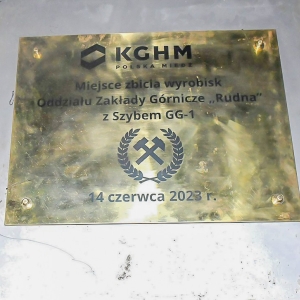 KGHM
POLSKA MIEDŹ
Miejsce zbicia wyrobisk
Oddziału Zakłady Górnicze „Rudna”
z Szybem GG-1
14 czerwca 2023 r.